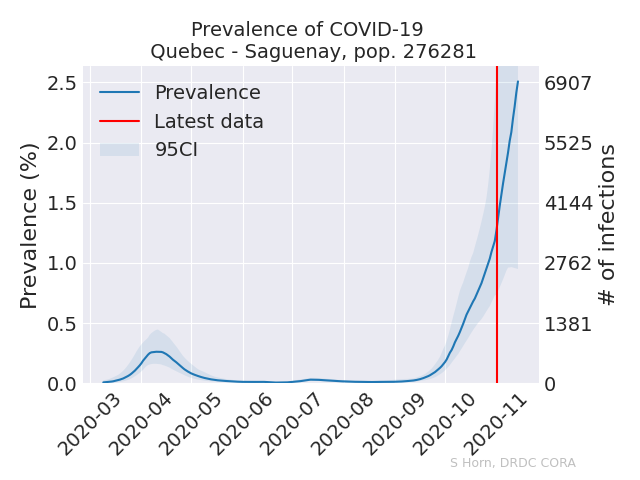 Prevalence of COVID-19
Quebec - Saguenay, pop. 276281
Prevalence
Latest data
95CI
Prevalence (%)
2.5
2.0
1.5
1.0
0.5
0.0
6907
5525
4144
2762
1381
0
# of infections
2020-03
2020-04
2020-05
2020-06
2020-07
2020-08
2020-09
2020-10
2020-11
S Horn, DRDC CORA